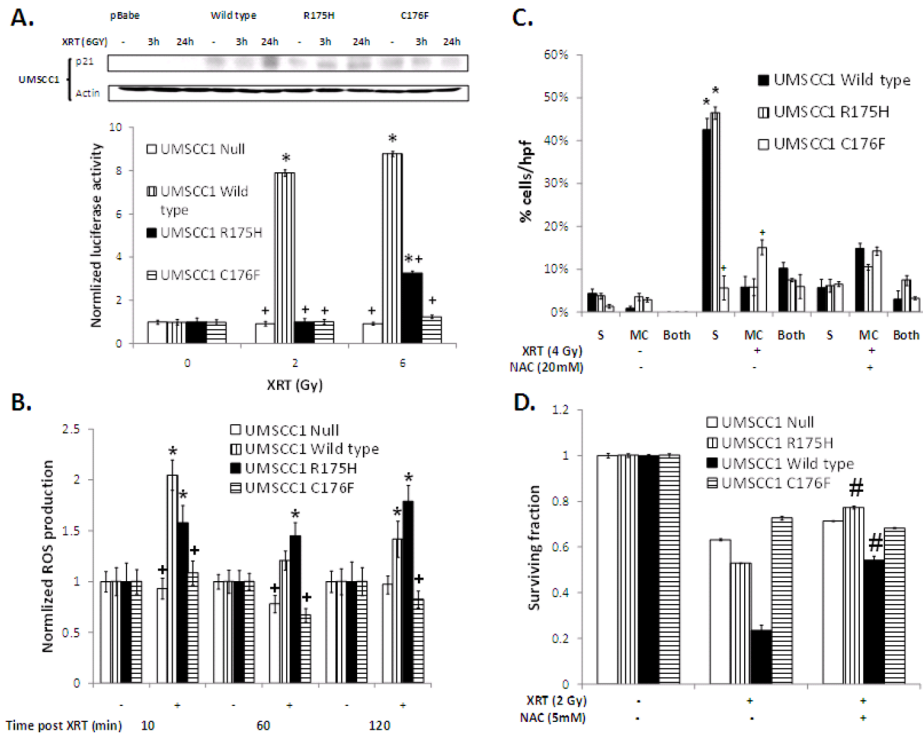 A.
pBabe Wild type R175H C176F
XRT (6GY) - 3h 24h - 3h 24h - 3h 24h - 3h 24h
UMSCC1
p21
Actin
Normlized luciferase activity
10
8
6
4
2
0
UMSCC1 Null
UMSCC1 Wild type
UMSCC1 R175H
UMSCC1 C176F
* *
*+
+ + + + +
0 2 6
XRT (Gy)
B.
Normlized ROS production
2.5
2
1.5
1
0.5
0
UMSCC1 Null
UMSCC1 Wild type
UMSCC1 R175H
UMSCC1 C176F
* * * * *
+ + + + +
- + - + - +
Time post XRT (min) 10 60 120
C.
% cells/hpf
60%
50%
40%
30%
20%
10%
0%
UMSCC1 Wild type
UMSCC1 R175H
UMSCC1 C176F
* *
+ +
S MC Both S MC Both S MC Both
XRT (4 Gy) - + +
NAC (20mM) - - +
D.
Surviving fraction
1.2
1
0.8
0.6
0.4
0.2
0
UMSCC1 Null
UMSCC1 R175H
UMSCC1 Wild type
UMSCC1 C176F
# #
XRT (2 Gy) - + +
NAC (5mM) - - +